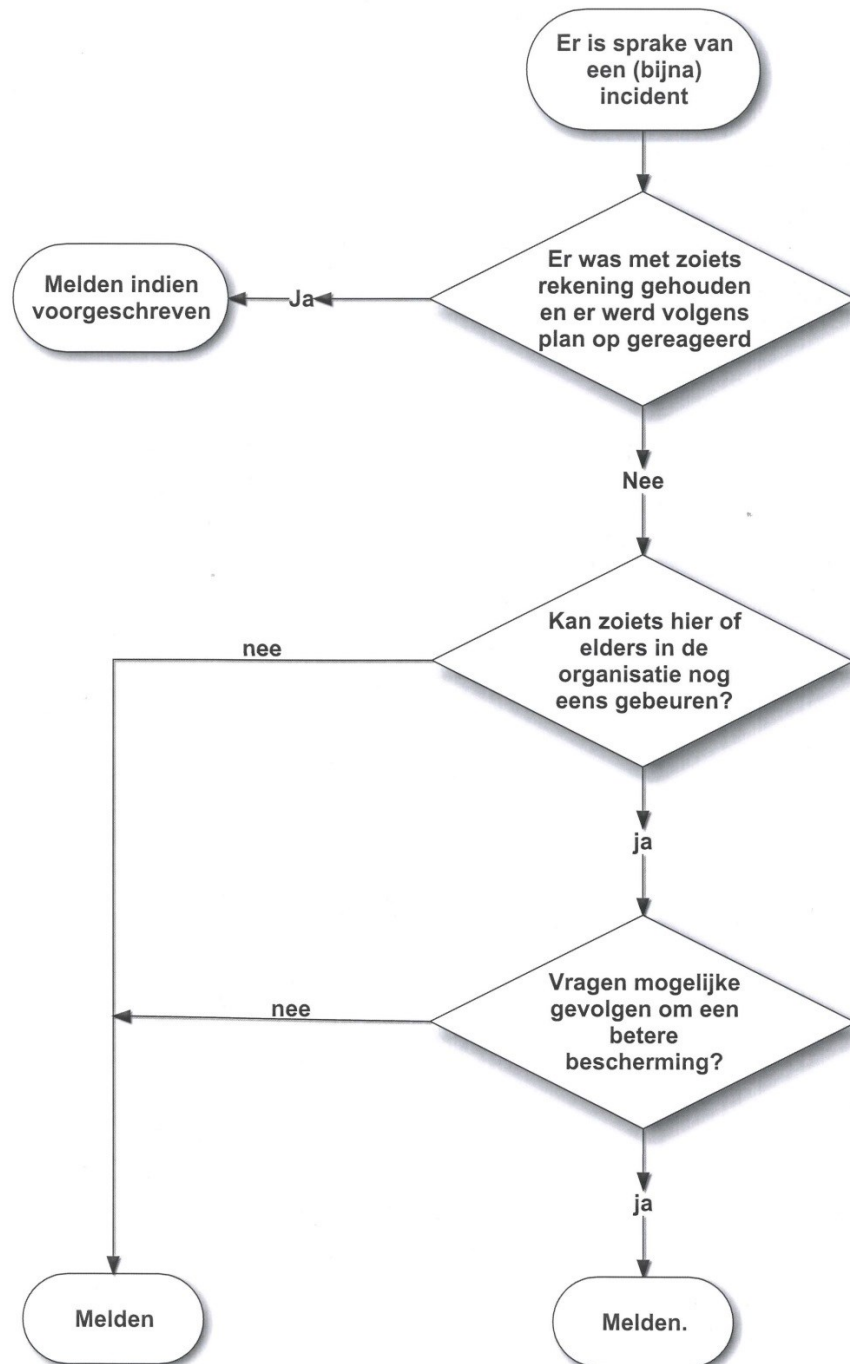 Er is sprake van
een (bijna)
incident
Er was met zoiets
rekening gehouden
en er werd volgens
plan op gereageerd
Ja
Melden indien
voorgeschreven
Nee
Kan zoiets hier of
elders in de
organisatie nog
eens gebeuren?
nee
ja
Vragen mogelijke
gevolgen om een
betere
bescherming?
nee
ja
Melden
Melden.